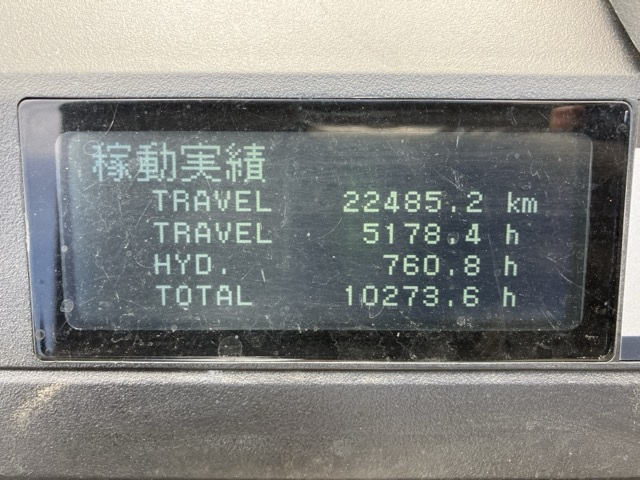 稼動実績
TRAVEL 22485.2 km
TRAVEL 5178.4 h
HYD. 760.8 h
TOTAL 10273.6 h